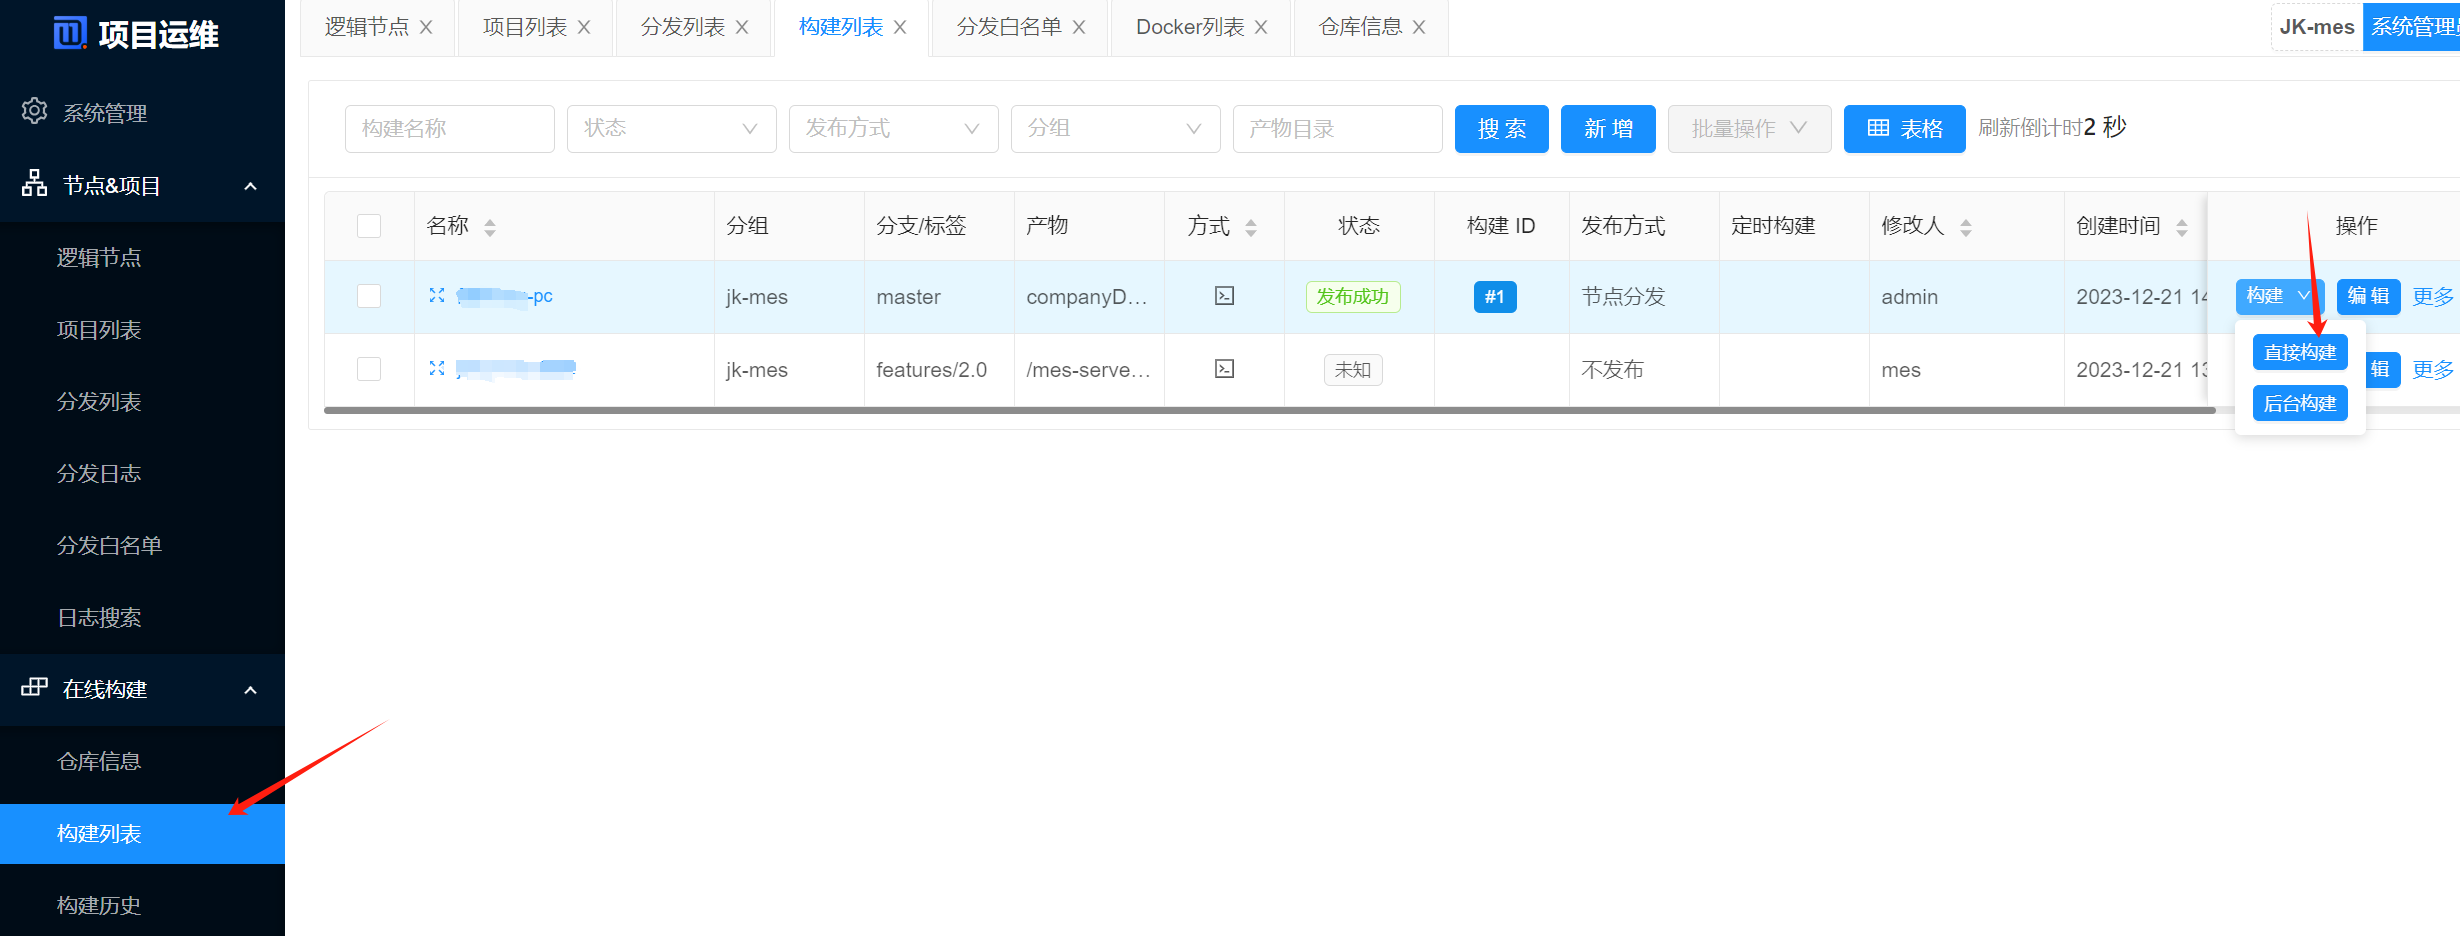 项目运维
系统管理
节点&项目
逻辑节点
项目列表
分发列表
分发日志
分发白名单
日志搜索
在线构建
仓库信息
构建列表
构建历史
逻辑节点 项目列表 分发列表 构建列表 分发白名单 Docker列表 仓库信息 JK-mes
构建名称 状态 发布方式 分组 产物目录 搜 索 新 增 批量操作 表格 刷新倒计时2 秒
名称 分组 分支/标签 产物 方式 状态 构建 ID 发布方式 定时构建 修改人 创建时间 操作
-pc jk-mes master companyD... 发布成功 #1 节点分发 admin 2023-12-21 构建 编 辑 更多
jk-mes features/2.0 /mes-serve... 未知 不发布 mes 2023-12-21 辑 更多
直接构建
后台构建